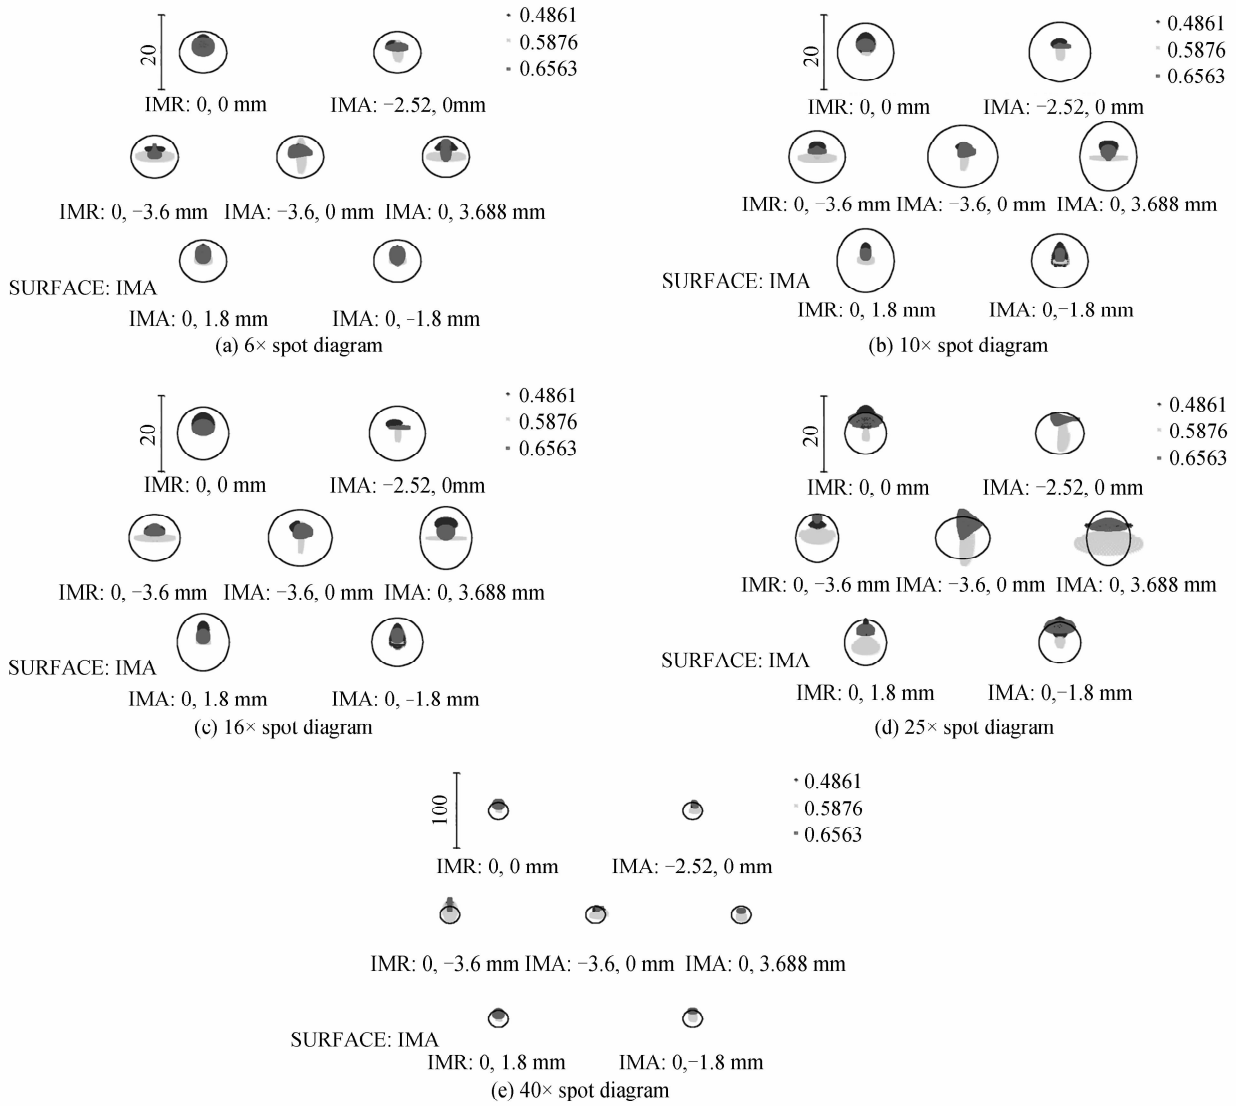 0.4861
0.5876
0.6563
20
IMR: 0, 0 mm IMA: −2.52, 0mm
IMR: 0, −3.6 mm IMA: −3.6, 0 mm IMA: 0, 3.688 mm
SURFACE: IMA
IMA: 0, 1.8 mm IMA: 0, −1.8 mm
(a) 6× spot diagram
0.4861
0.5876
0.6563
20
IMR: 0, 0 mm IMA: −2.52, 0 mm
IMR: 0, −3.6 mm IMA: −3.6, 0 mm IMA: 0, 3.688 mm
SURFACE: IMA
IMR: 0, 1.8 mm IMA: 0,−1.8 mm
(b) 10× spot diagram
0.4861
0.5876
0.6563
20
IMR: 0, 0 mm IMA: −2.52, 0mm
IMR: 0, −3.6 mm IMA: −3.6, 0 mm IMA: 0, 3.688 mm
SURFACE: IMA
IMA: 0, 1.8 mm IMA: 0, −1.8 mm
(c) 16× spot diagram
0.4861
0.5876
0.6563
20
IMR: 0, 0 mm IMA: −2.52, 0 mm
IMR: 0, −3.6 mm IMA: −3.6, 0 mm IMA: 0, 3.688 mm
SURFACE: IMA
IMR: 0, 1.8 mm IMA: 0,−1.8 mm
(d) 25× spot diagram
0.4861
0.5876
0.6563
100
IMR: 0, 0 mm IMA: −2.52, 0 mm
IMR: 0, −3.6 mm IMA: −3.6, 0 mm IMA: 0, 3.688 mm
SURFACE: IMA
IMR: 0, 1.8 mm IMA: 0,−1.8 mm
(e) 40× spot diagram